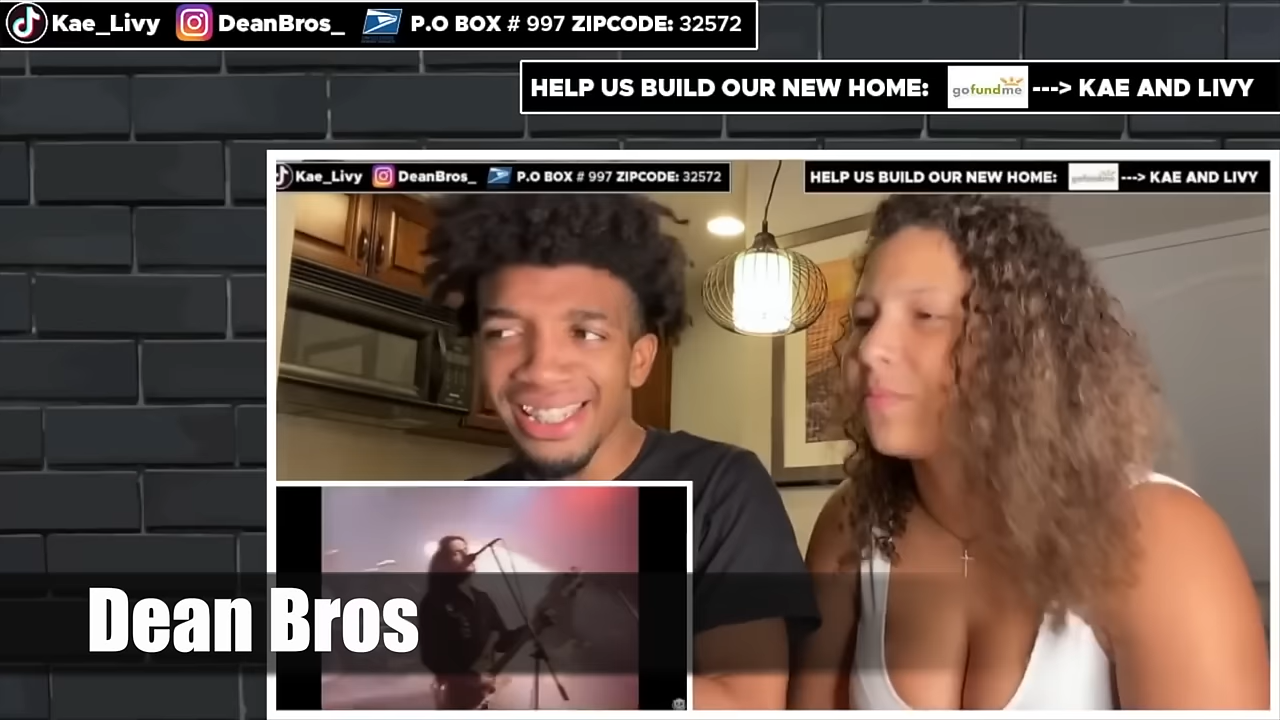 Kae_Livy DeanBros_ P.O BOX # 997 ZIPCODE: 32572
HELP US BUILD OUR NEW HOME: gofundme ---> KAE AND LIVY
Kae_Livy DeanBros_ P.O BOX # 997 ZIPCODE: 32572
HELP US BUILD OUR NEW HOME: gofundme ---> KAE AND LIVY
Dean Bros